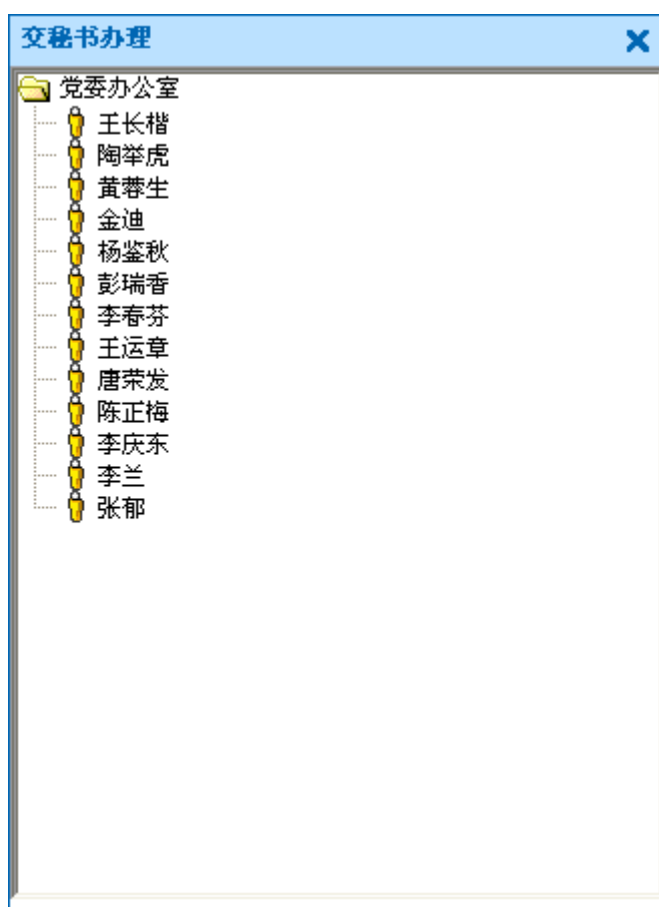 交秘书办理
党委办公室
王长楷
陶举虎
黄蓉生
金迪
杨鉴秋
彭瑞香
李春芬
王运章
唐荣发
陈正梅
李庆东
李兰
张郁